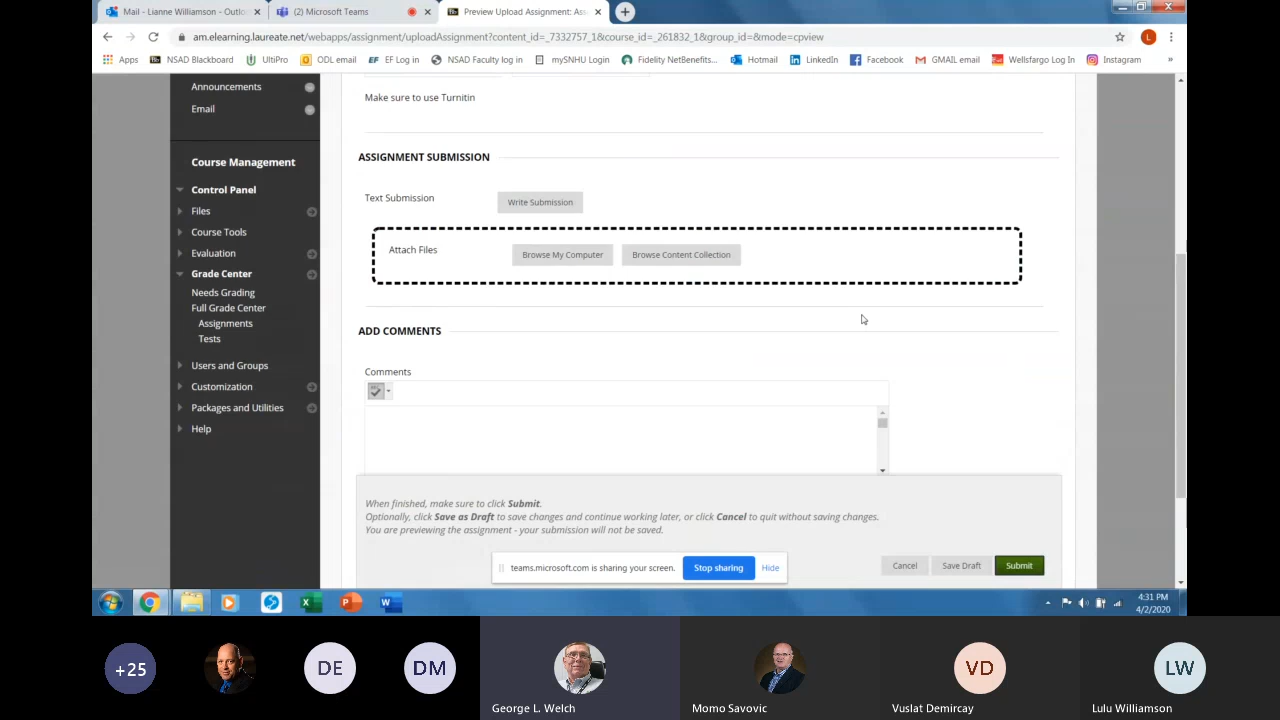 Mail - Lianne Williamson - Outlo
(2) Microsoft Teams
Preview Upload Assignment: Ass
am.elearning.laureate.net/webapps/assignment/uploadAssignment?content_id=_7332757_1&course_id=_261832_1&group_id=&mode=cpview
L
Apps
NSAD Blackboard
UltiPro
ODL email
EF Log in
NSAD Faculty log in
mySNHU Login
Fidelity NetBenefits...
Hotmail
LinkedIn
Facebook
GMAIL email
Wellsfargo Log In
Instagram
»
Announcements
Email
Course Management
Control Panel
Files
Course Tools
Evaluation
Grade Center
Needs Grading
Full Grade Center
Assignments
Tests
Users and Groups
Customization
Packages and Utilities
Help
Make sure to use Turnitin
ASSIGNMENT SUBMISSION
Text Submission
Write Submission
Attach Files
Browse My Computer
Browse Content Collection
ADD COMMENTS
Comments
When finished, make sure to click Submit.
Optionally, click Save as Draft to save changes and continue working later, or click Cancel to quit without saving changes.
You are previewing the assignment - your submission will not be saved.
teams.microsoft.com is sharing your screen.
Stop sharing
Hide
Cancel
Save Draft
Submit
4:31 PM
4/2/2020
+25
DE
DM
George L. Welch
Momo Savovic
VD
Vuslat Demircay
LW
Lulu Williamson